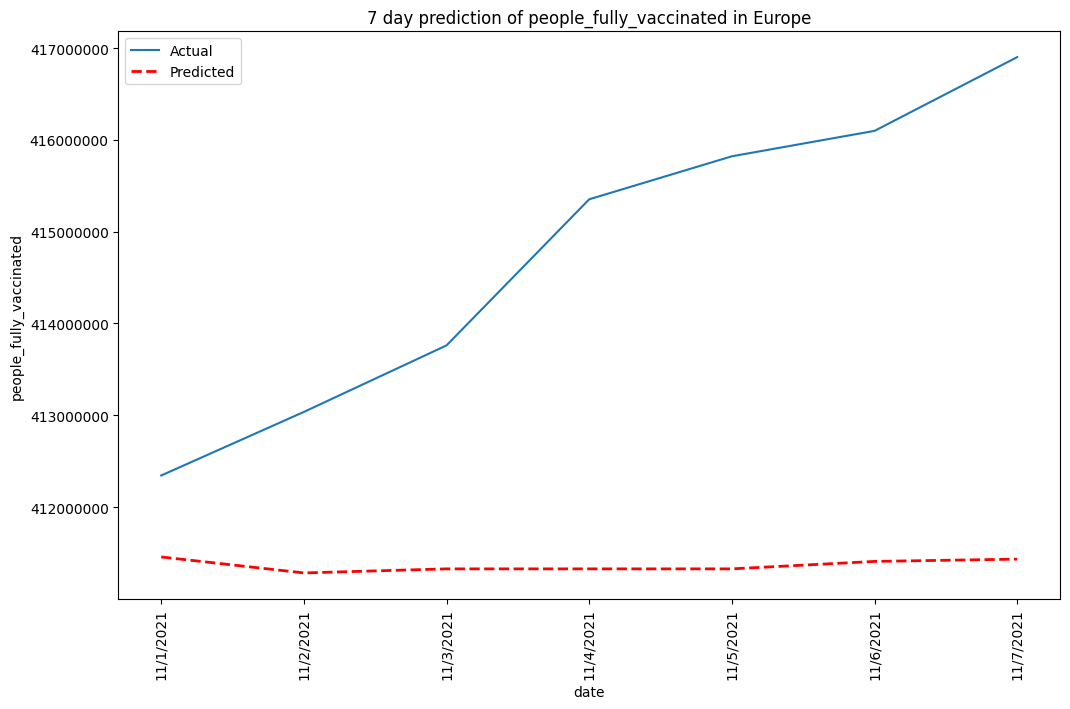 7 day prediction of people_fully_vaccinated in Europe
Actual
Predicted
417000000
416000000
415000000
414000000
413000000
412000000
people_fully_vaccinated
11/1/2021
11/2/2021
11/3/2021
11/4/2021
11/5/2021
11/6/2021
11/7/2021
date